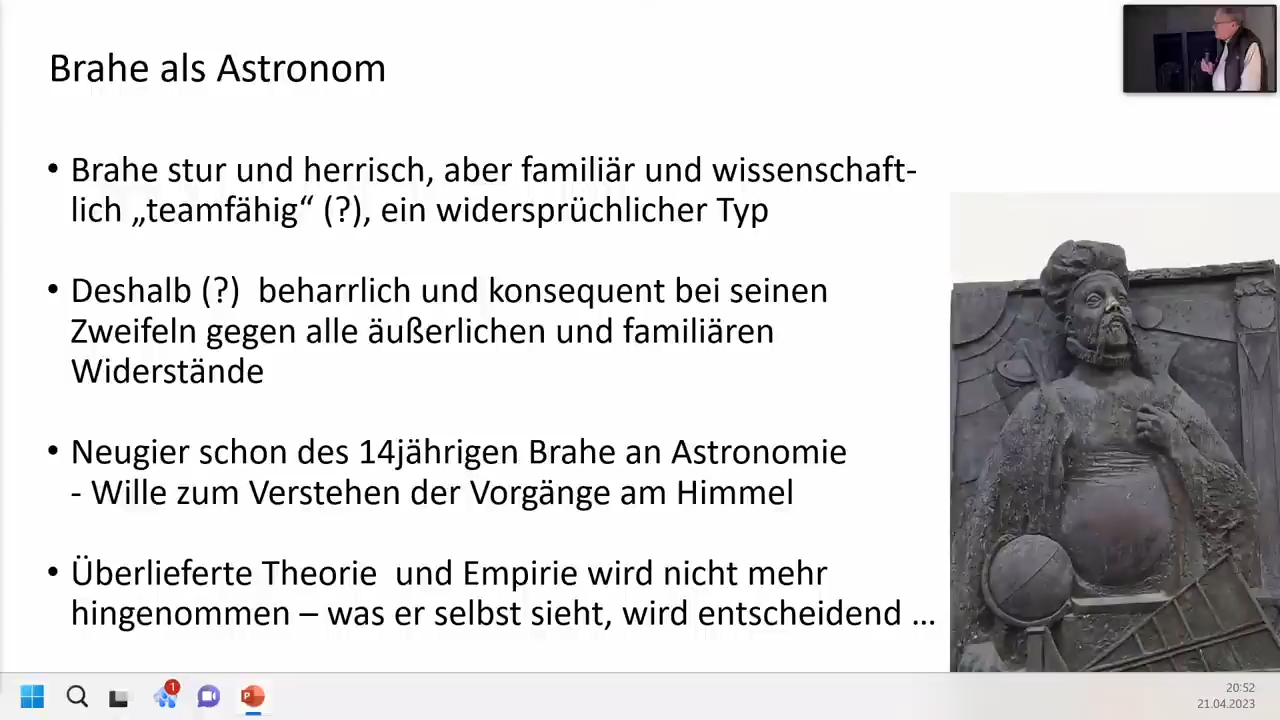 Brahe als Astronom
• Brahe stur und herrisch, aber familiär und wissenschaft-
lich „teamfähig“ (?), ein widersprüchlicher Typ
• Deshalb (?)  beharrlich und konsequent bei seinen
Zweifeln gegen alle äußerlichen und familiären
Widerstände
• Neugier schon des 14jährigen Brahe an Astronomie
- Wille zum Verstehen der Vorgänge am Himmel
• Überlieferte Theorie  und Empirie wird nicht mehr
hingenommen – was er selbst sieht, wird entscheidend ...
1
P
20:52
21.04.2023